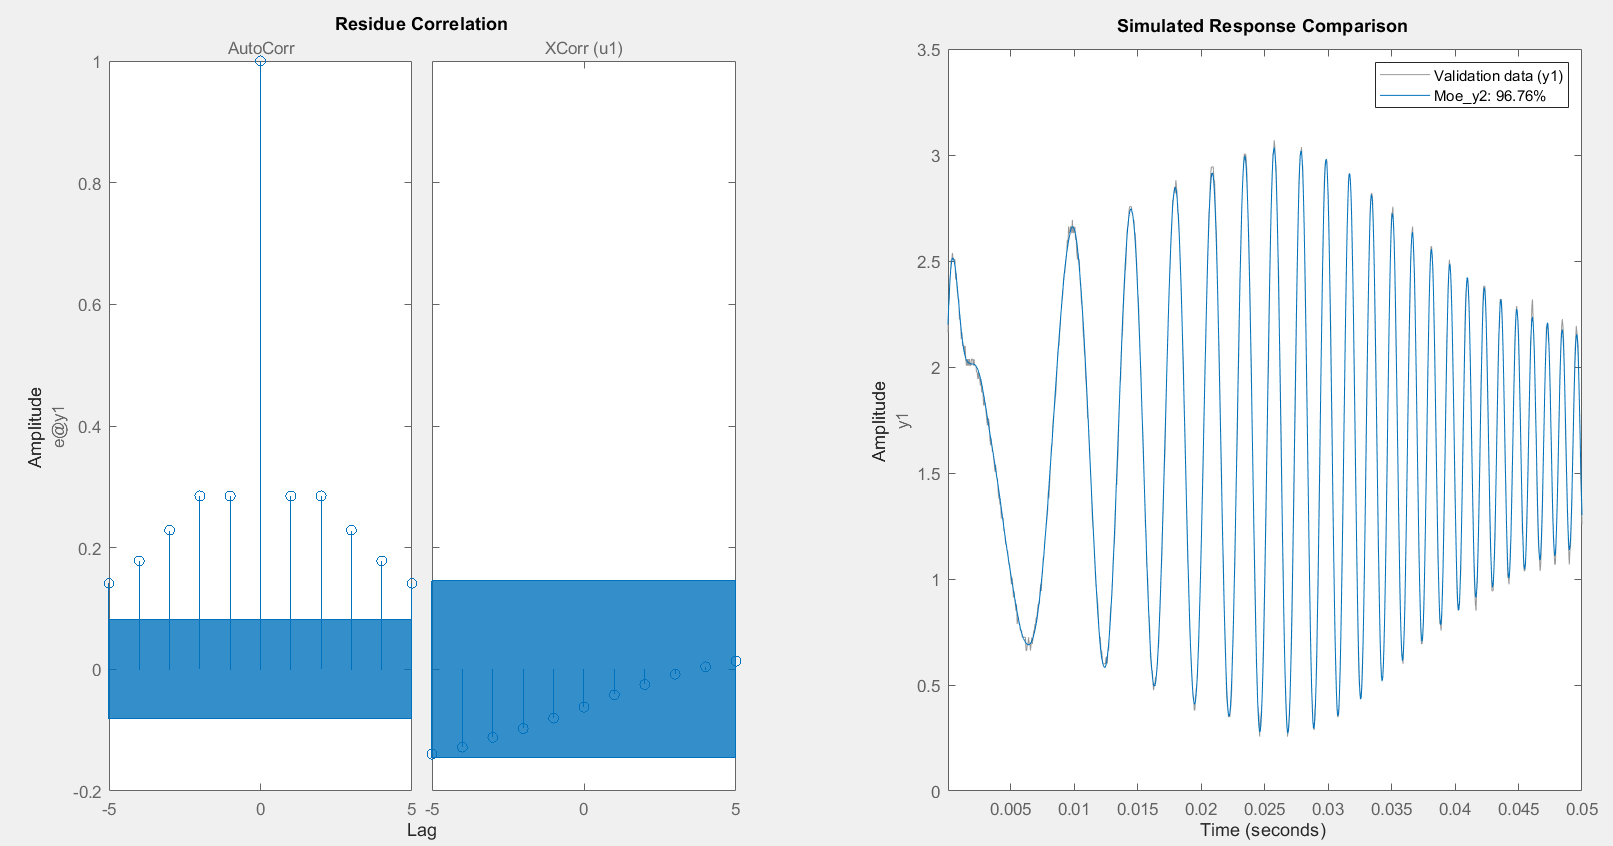 Residue Correlation
AutoCorr
XCorr (u1)
1
0.8
0.6
0.4
0.2
0
-0.2
Amplitude
e@y1
-5
0
5
-5
0
5
Lag
Simulated Response Comparison
3.5
3
2.5
2
1.5
1
0.5
0
Amplitude
y1
Validation data (y1)
Moe_y2: 96.76%
0.005
0.01
0.015
0.02
0.025
0.03
0.035
0.04
0.045
0.05
Time (seconds)